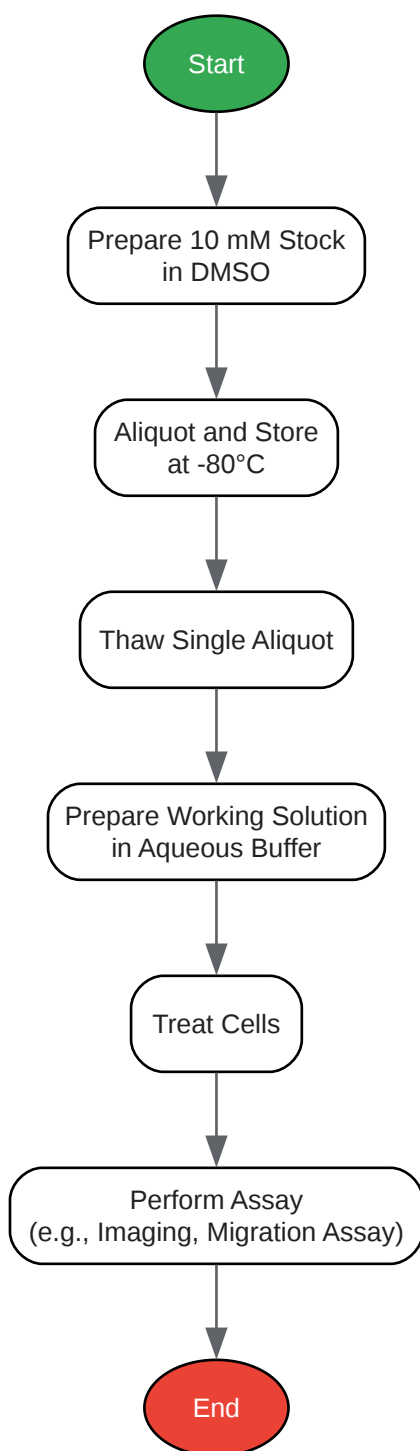 Start
Prepare 10 mM Stock
in DMSO
Aliquot and Store
at -80°C
Thaw Single Aliquot
Prepare Working Solution
in Aqueous Buffer
Treat Cells
Perform Assay
(e.g., Imaging, Migration Assay)
End